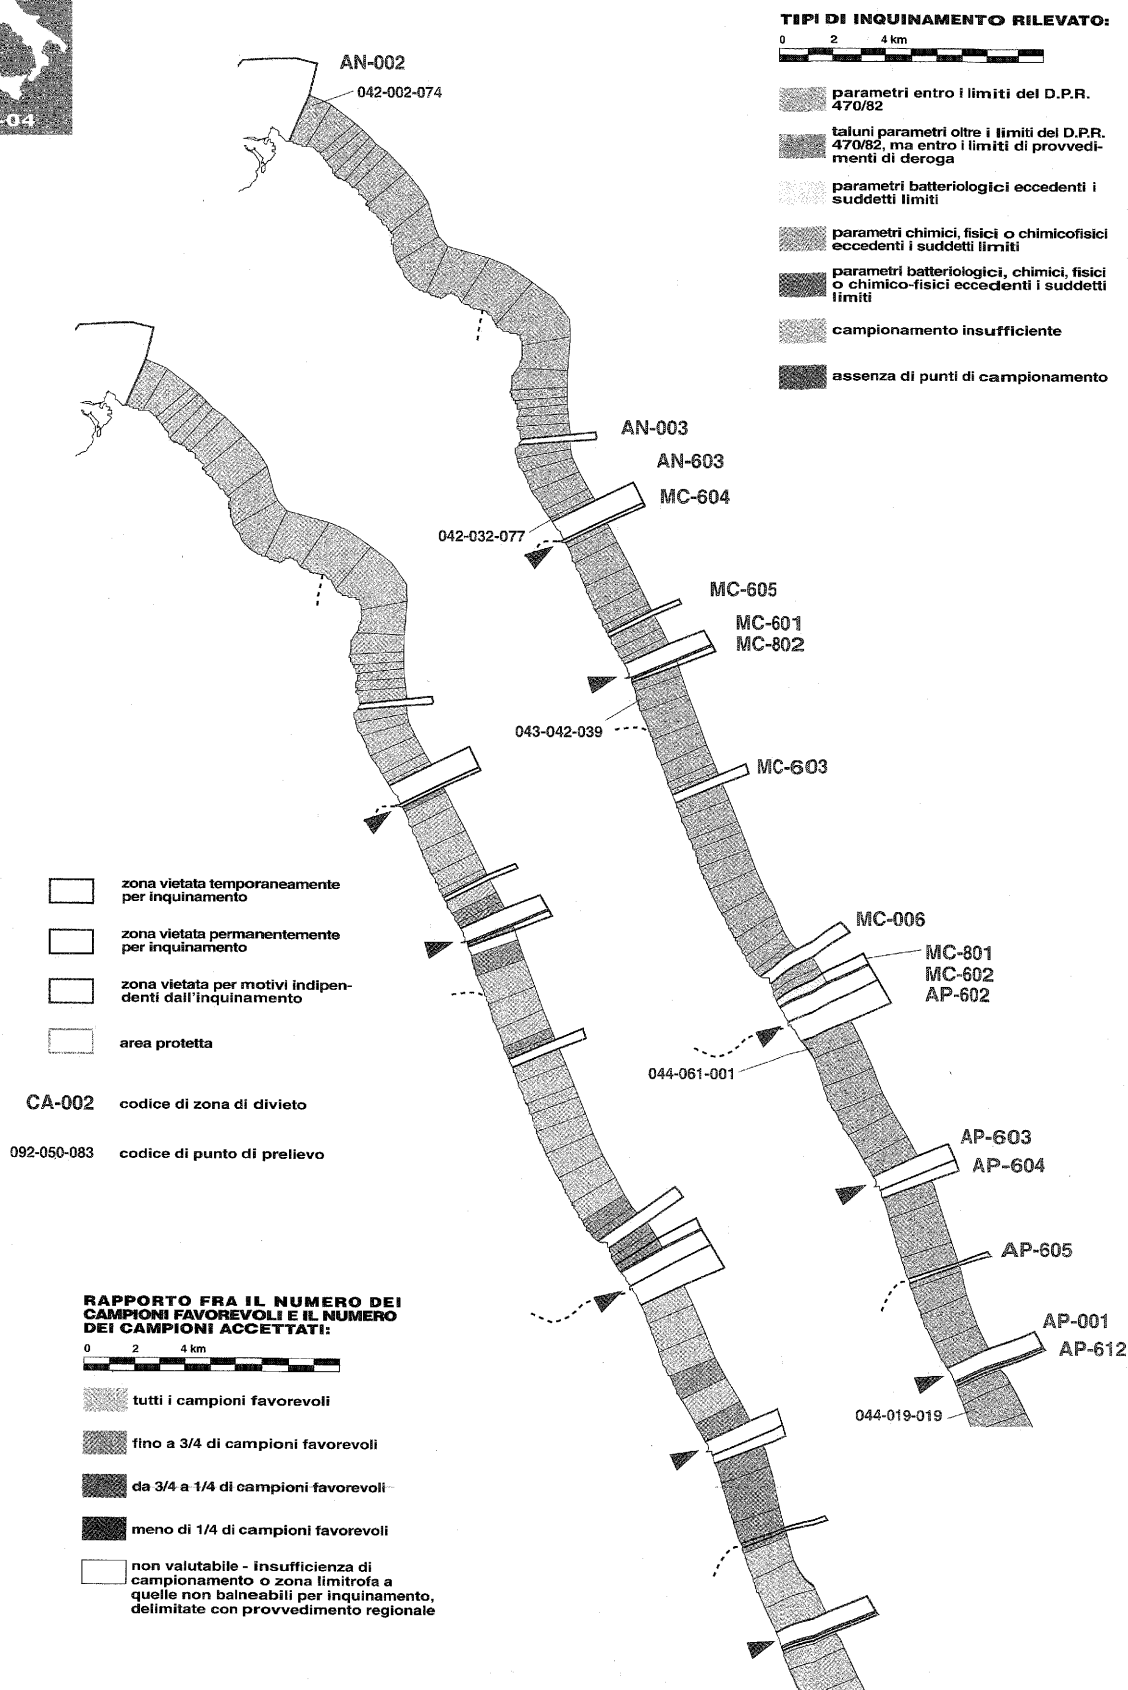 -04
TIPI DI INQUINAMENTO RILEVATO:
0 2 4 km
parametri entro i limiti del D.P.R.
470/82
taluni parametri oltre i limiti del D.P.R.
470/82, ma entro i limiti di provvedi-
menti di deroga
parametri batteriologici eccedenti i
suddetti limiti
parametri chimici, fisici o chimicofisici
eccedenti i suddetti limiti
parametri batteriologici, chimici, fisici
o chimico-fisici eccedenti i suddetti
limiti
campionamento insufficiente
assenza di punti di campionamento
AN-002
042-002-074
AN-003
AN-603
MC-604
042-032-077
MC-605
MC-601
MC-802
043-042-039
MC-603
MC-006
MC-801
MC-602
AP-602
044-061-001
AP-603
AP-604
AP-605
AP-001
AP-612
044-019-019
zona vietata temporaneamente
per inquinamento
zona vietata permanentemente
per inquinamento
zona vietata per motivi indipen-
denti dall'inquinamento
area protetta
CA-002 codice di zona di divieto
092-050-083 codice di punto di prelievo
RAPPORTO FRA IL NUMERO DEI
CAMPIONI FAVOREVOLI E IL NUMERO
DEI CAMPIONI ACCETTATI:
0 2 4 km
tutti i campioni favorevoli
fino a 3/4 di campioni favorevoli
da 3/4 a 1/4 di campioni favorevoli
meno di 1/4 di campioni favorevoli
non valutabile - insufficienza di
campionamento o zona limitrofa a
quelle non balneabili per inquinamento,
delimitate con provvedimento regionale